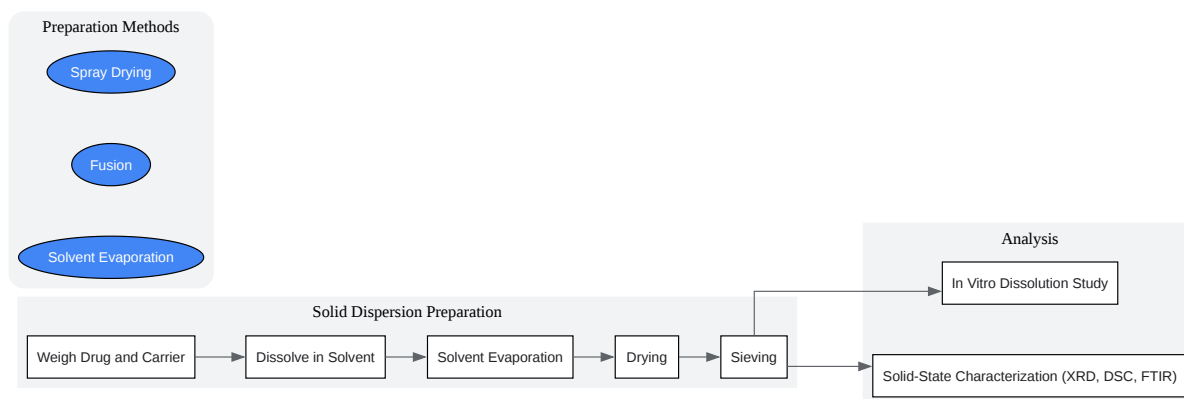 Preparation Methods
Spray Drying
Fusion
Solvent Evaporation
Solid Dispersion Preparation
Weigh Drug and Carrier
Dissolve in Solvent
Solvent Evaporation
Drying
Sieving
Analysis
In Vitro Dissolution Study
Solid-State Characterization (XRD, DSC, FTIR)